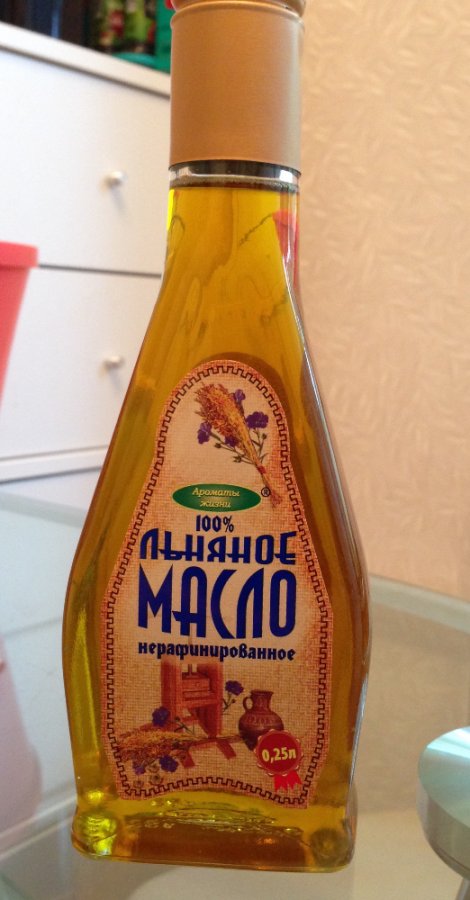 Ароматы
жизни
®
100%
ЛЬНЯНОЕ
МАСЛО
нерафинированное
0,25л